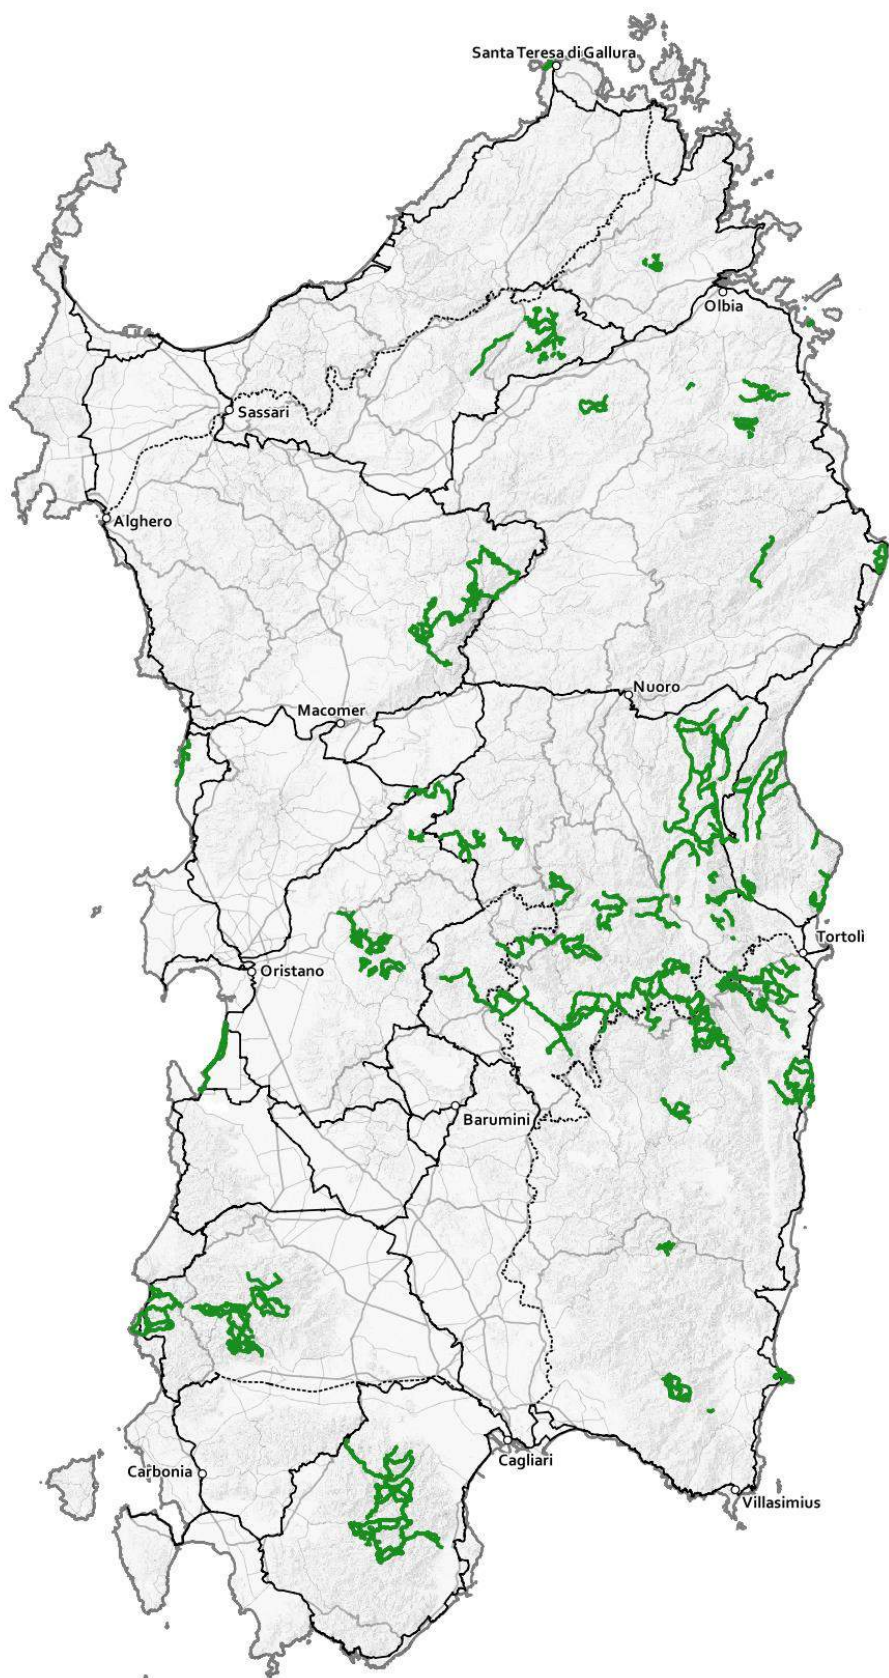 Santa Teresa di Gallura
Olbia
Sassari
Alghero
Nuoro
Macomer
Tortolì
Oristano
Barumini
Cagliari
Carbonia
Villasimius